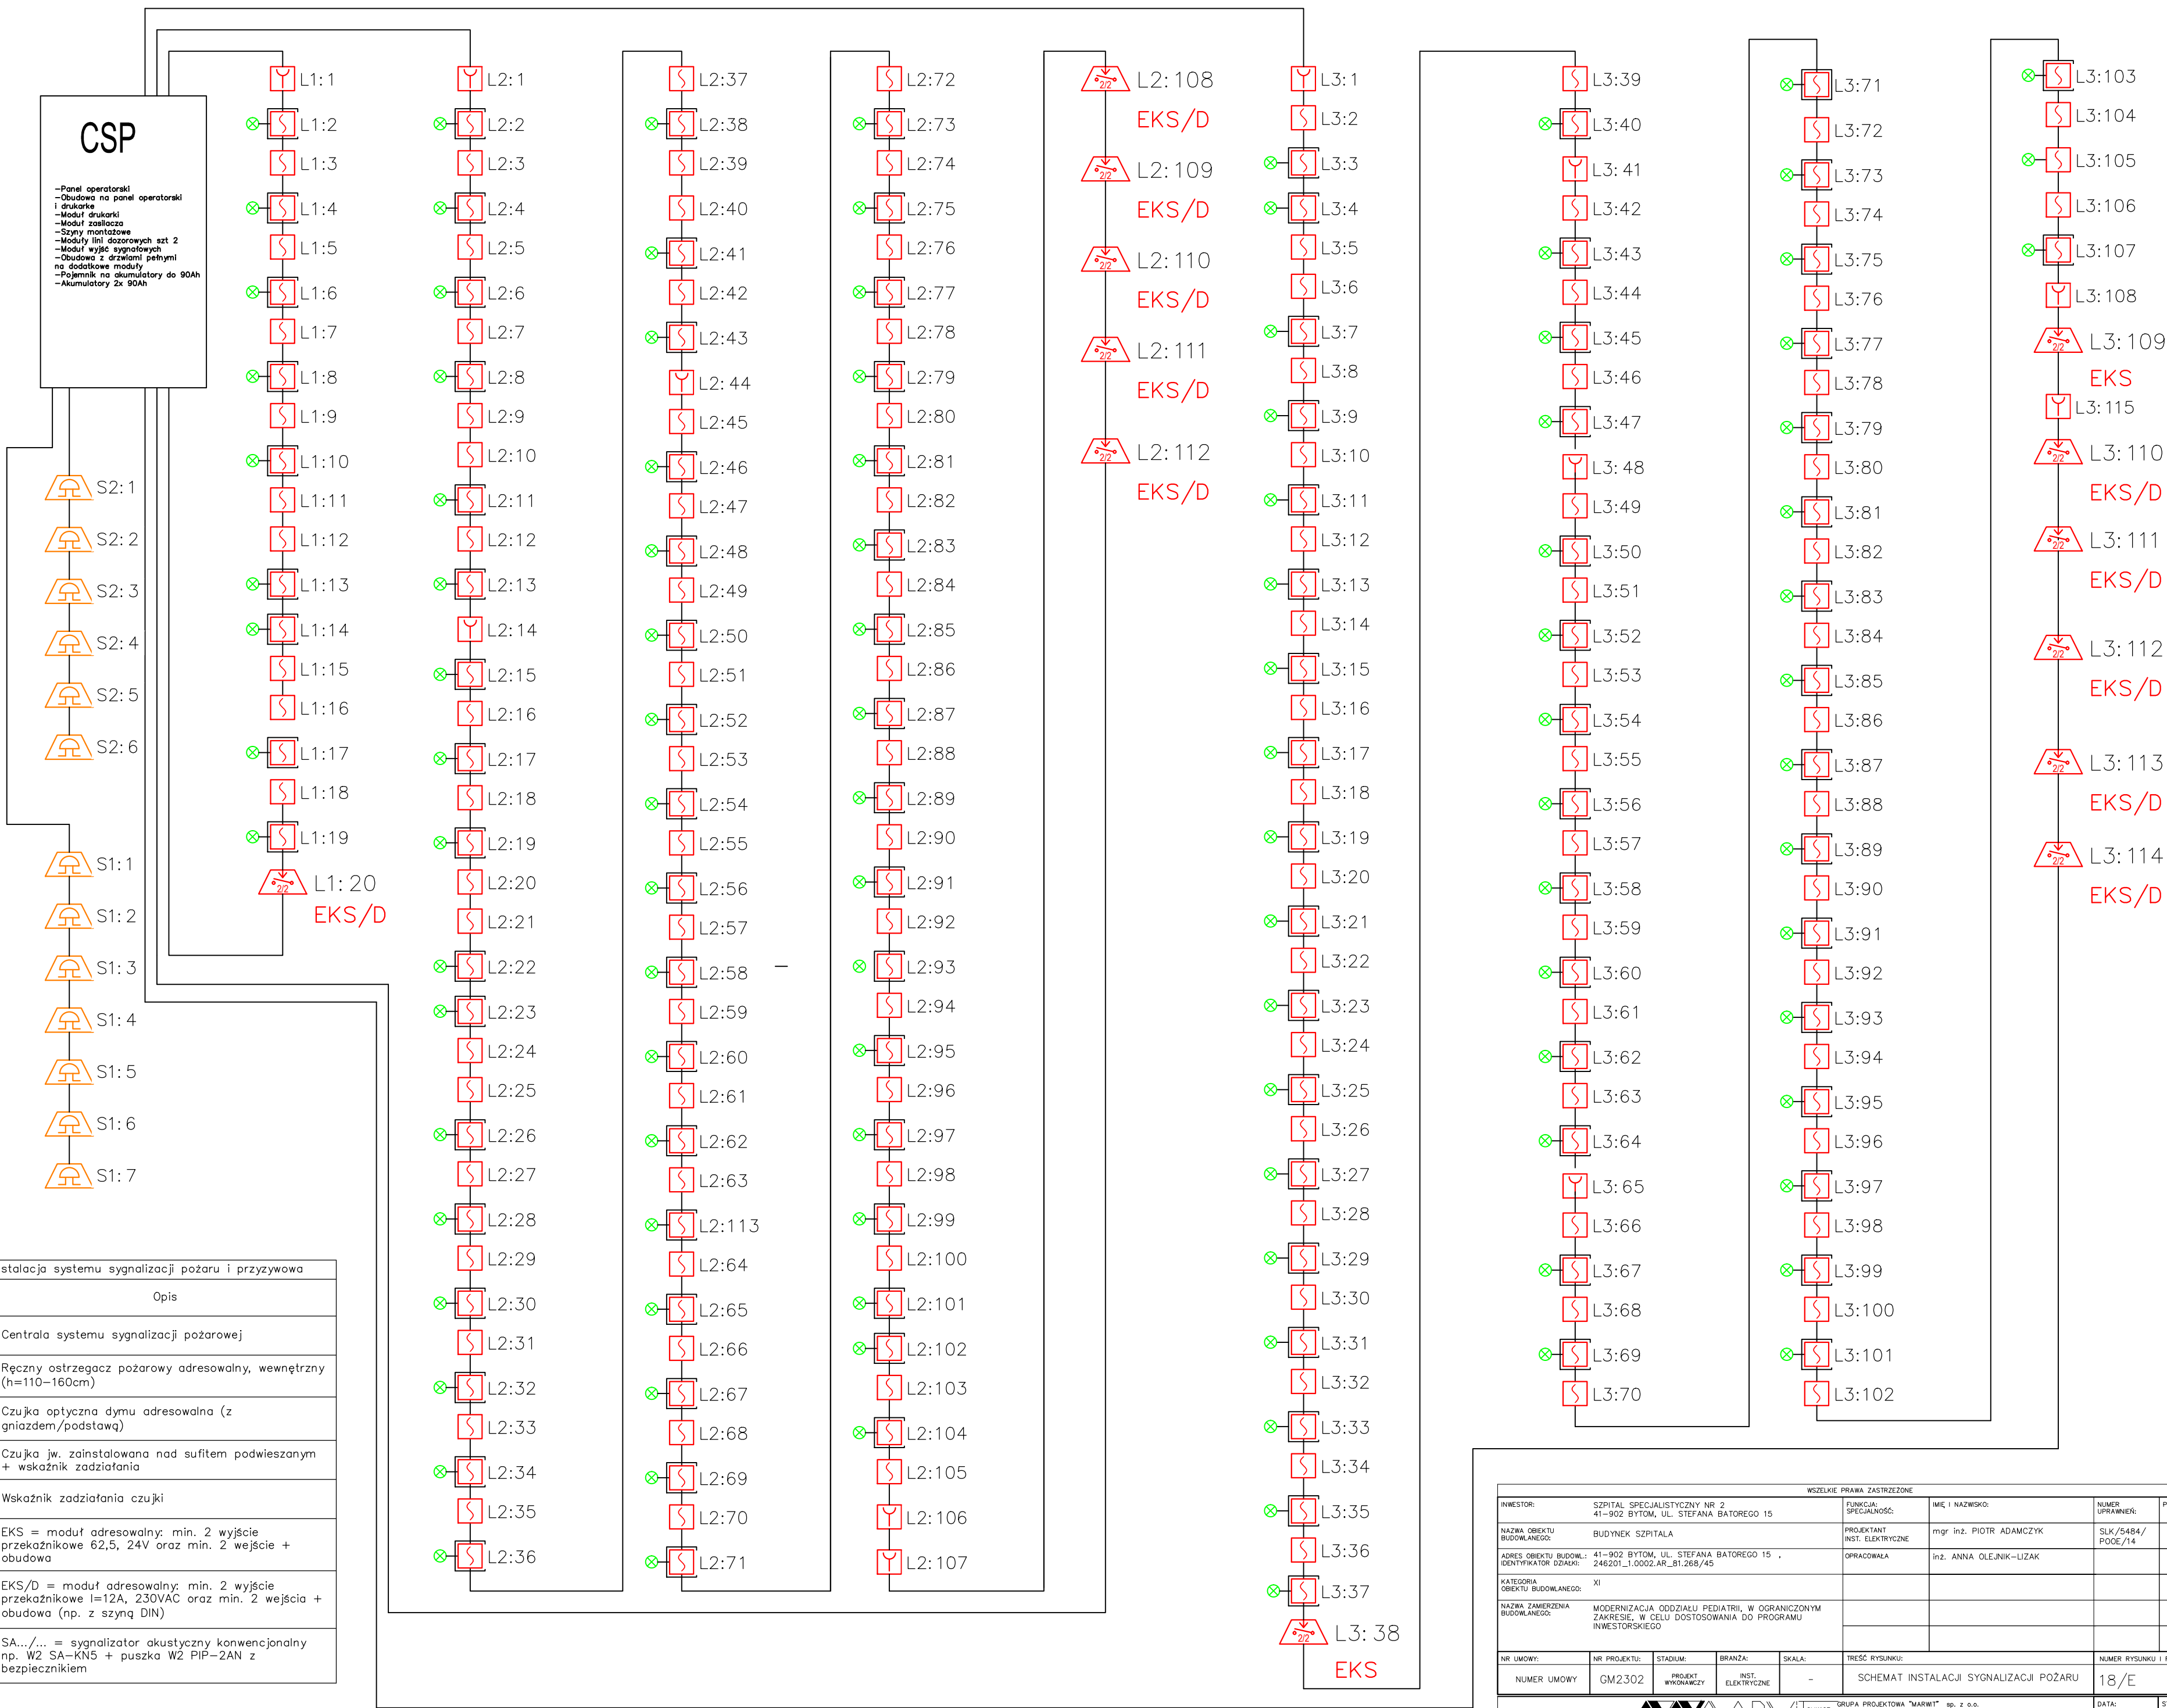 CSP
-Panel operatorski
-Obudowa na panel operatorski
i drukarke
-Moduł drukarki
-Moduł zasilacza
-Szyny montażowe
-Moduły lini dozorowych szt 2
-Moduł wyjść sygnałowych
-Obudowa z drzwiami pełnymi
na dodatkowe moduły
-Pojemnik na akumulatory do 90Ah
-Akumulatory 2x 90Ah
S2:1
S2:2
S2:3
S2:4
S2:5
S2:6
S1:1
S1:2
S1:3
S1:4
S1:5
S1:6
S1:7
L1:1
L1:2
L1:3
L1:4
L1:5
L1:6
L1:7
L1:8
L1:9
L1:10
L1:11
L1:12
L1:13
L1:14
L1:15
L1:16
L1:17
L1:18
L1:19
2/2 L1:20
EKS/D
L2:1
L2:2
L2:3
L2:4
L2:5
L2:6
L2:7
L2:8
L2:9
L2:10
L2:11
L2:12
L2:13
L2:14
L2:15
L2:16
L2:17
L2:18
L2:19
L2:20
L2:21
L2:22
L2:23
L2:24
L2:25
L2:26
L2:27
L2:28
L2:29
L2:30
L2:31
L2:32
L2:33
L2:34
L2:35
L2:36
L2:37
L2:38
L2:39
L2:40
L2:41
L2:42
L2:43
L2:44
L2:45
L2:46
L2:47
L2:48
L2:49
L2:50
L2:51
L2:52
L2:53
L2:54
L2:55
L2:56
L2:57
L2:58
L2:59
L2:60
L2:61
L2:62
L2:63
L2:113
L2:64
L2:65
L2:66
L2:67
L2:68
L2:69
L2:70
L2:71
L2:72
L2:73
L2:74
L2:75
L2:76
L2:77
L2:78
L2:79
L2:80
L2:81
L2:82
L2:83
L2:84
L2:85
L2:86
L2:87
L2:88
L2:89
L2:90
L2:91
L2:92
L2:93
L2:94
L2:95
L2:96
L2:97
L2:98
L2:99
L2:100
L2:101
L2:102
L2:103
L2:104
L2:105
L2:106
L2:107
2/2 L2:108
EKS/D
2/2 L2:109
EKS/D
2/2 L2:110
EKS/D
2/2 L2:111
EKS/D
2/2 L2:112
EKS/D
L3:1
L3:2
L3:3
L3:4
L3:5
L3:6
L3:7
L3:8
L3:9
L3:10
L3:11
L3:12
L3:13
L3:14
L3:15
L3:16
L3:17
L3:18
L3:19
L3:20
L3:21
L3:22
L3:23
L3:24
L3:25
L3:26
L3:27
L3:28
L3:29
L3:30
L3:31
L3:32
L3:33
L3:34
L3:35
L3:36
L3:37
2/2 L3:38
EKS
L3:39
L3:40
L3:41
L3:42
L3:43
L3:44
L3:45
L3:46
L3:47
L3:48
L3:49
L3:50
L3:51
L3:52
L3:53
L3:54
L3:55
L3:56
L3:57
L3:58
L3:59
L3:60
L3:61
L3:62
L3:63
L3:64
L3:65
L3:66
L3:67
L3:68
L3:69
L3:70
L3:71
L3:72
L3:73
L3:74
L3:75
L3:76
L3:77
L3:78
L3:79
L3:80
L3:81
L3:82
L3:83
L3:84
L3:85
L3:86
L3:87
L3:88
L3:89
L3:90
L3:91
L3:92
L3:93
L3:94
L3:95
L3:96
L3:97
L3:98
L3:99
L3:100
L3:101
L3:102
L3:103
L3:104
L3:105
L3:106
L3:107
L3:108
2/2 L3:109
EKS
L3:115
2/2 L3:110
EKS/D
2/2 L3:111
EKS/D
2/2 L3:112
EKS/D
2/2 L3:113
EKS/D
2/2 L3:114
EKS/D
stalacja systemu sygnalizacji pożaru i przyzywowa
Opis
Centrala systemu sygnalizacji pożarowej
Ręczny ostrzegacz pożarowy adresowalny, wewnętrzny
(h=110-160cm)
Czujka optyczna dymu adresowalna (z
gniazdem/podstawą)
Czujka jw. zainstalowana nad sufitem podwieszanym
+ wskaźnik zadziałania
Wskaźnik zadziałania czujki
EKS = moduł adresowalny: min. 2 wyjście
przekaźnikowe 62,5, 24V oraz min. 2 wejście +
obudowa
EKS/D = moduł adresowalny: min. 2 wyjście
przekaźnikowe I=12A, 230VAC oraz min. 2 wejścia +
obudowa (np. z szyną DIN)
SA.../... = sygnalizator akustyczny konwencjonalny
np. W2 SA-KN5 + puszka W2 PIP-2AN z
bezpiecznikiem
WSZELKIE PRAWA ZASTRZEŻONE
INWESTOR: SZPITAL SPECJALISTYCZNY NR 2
41-902 BYTOM, UL. STEFANA BATOREGO 15
FUNKCJA:
SPECJALNOŚĆ:
IMIĘ I NAZWISKO:
NUMER
UPRAWNIEŃ:
P
NAZWA OBIEKTU
BUDOWLANEGO:
BUDYNEK SZPITALA
PROJEKTANT
INST. ELEKTRYCZNE
mgr inż. PIOTR ADAMCZYK
SLK/5484/
POOE/14
ADRES OBIEKTU BUDOWL.:
IDENTYFIKATOR DZIAŁKI:
41-902 BYTOM, UL. STEFANA BATOREGO 15 ,
246201_1.0002.AR_81.268/45
OPRACOWAŁA
inż. ANNA OLEJNIK-LIZAK
KATEGORIA
OBIEKTU BUDOWLANEGO:
XI
NAZWA ZAMIERZENIA
BUDOWLANEGO:
MODERNIZACJA ODDZIAŁU PEDIATRII, W OGRANICZONYM
ZAKRESIE, W CELU DOSTOSOWANIA DO PROGRAMU
INWESTORSKIEGO
NR UMOWY: NR PROJEKTU: STADIUM: BRANŻA: SKALA: TREŚĆ RYSUNKU: NUMER RYSUNKU I
NUMER UMOWY
GM2302
PROJEKT
WYKONAWCZY
INST.
ELEKTRYCZNE
-
SCHEMAT INSTALACJI SYGNALIZACJI POŻARU
18/E
GRUPA PROJEKTOWA "MARWIT" sp. z o.o.
DATA: